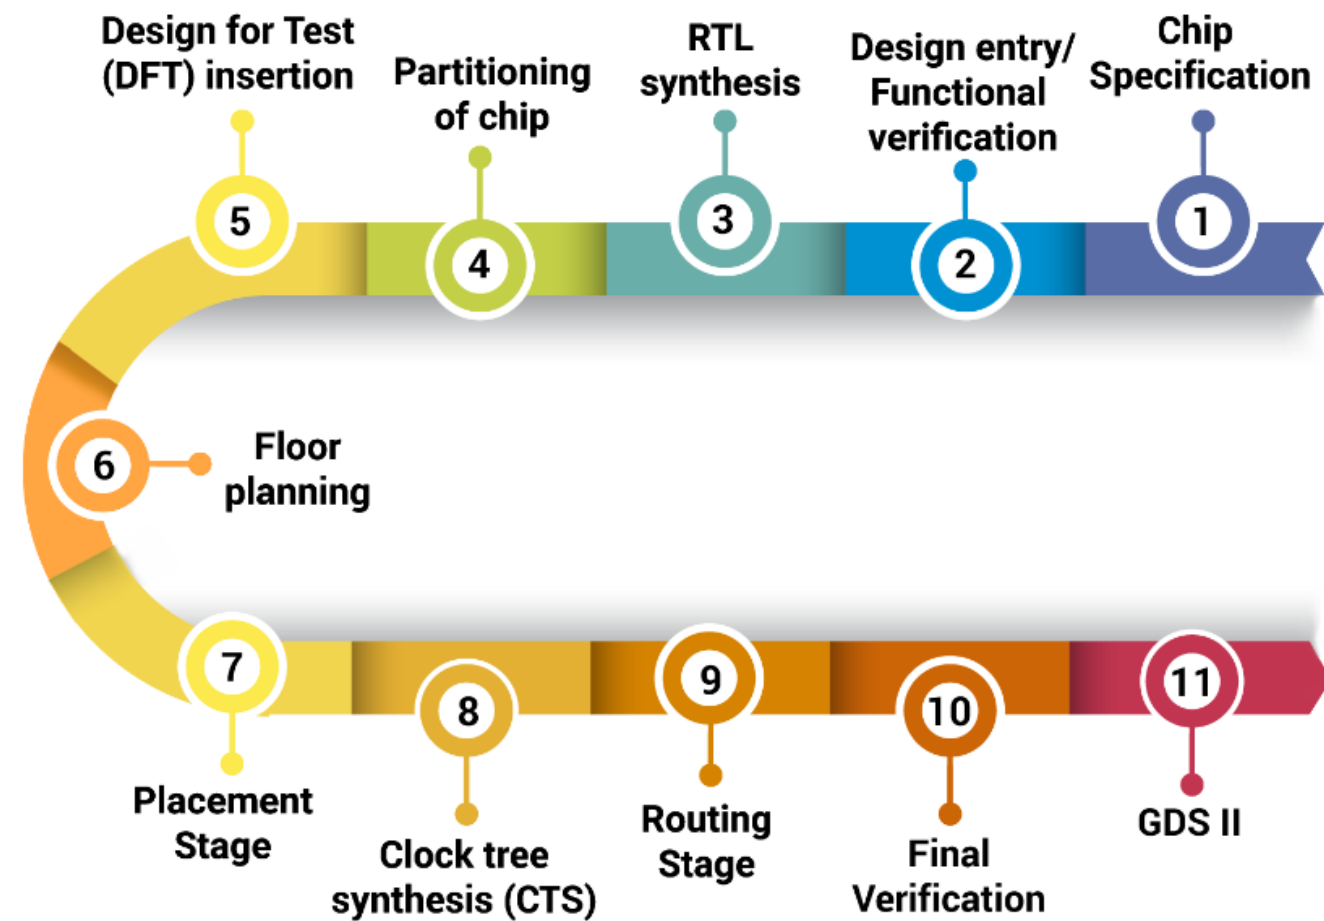 Chip
Specification
1
Design entry/
Functional
verification
2
RTL
synthesis
3
Partitioning
of chip
4
Design for Test
(DFT) insertion
5
6
Floor
planning
7
Placement
Stage
8
Clock tree
synthesis (CTS)
9
Routing
Stage
10
Final
Verification
11
GDS II